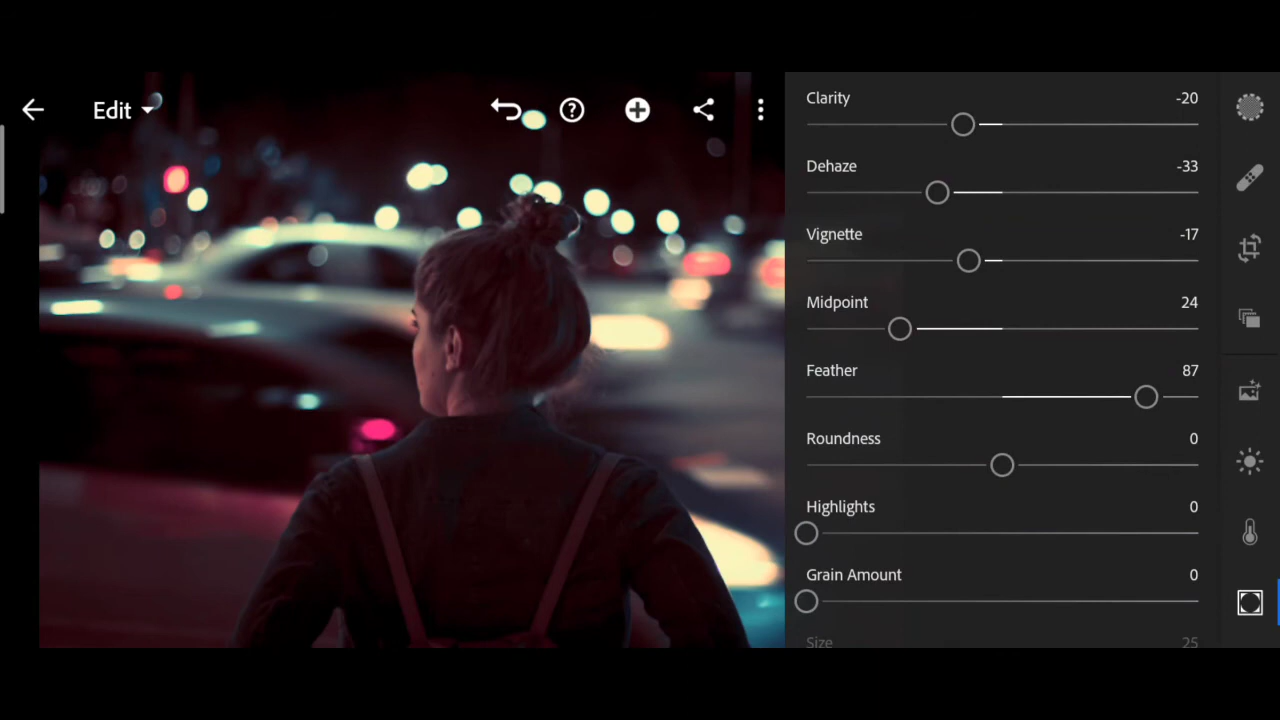 Edit
Clarity -20
Dehaze -33
Vignette -17
Midpoint 24
Feather 87
Roundness 0
Highlights 0
Grain Amount 0
Size 25